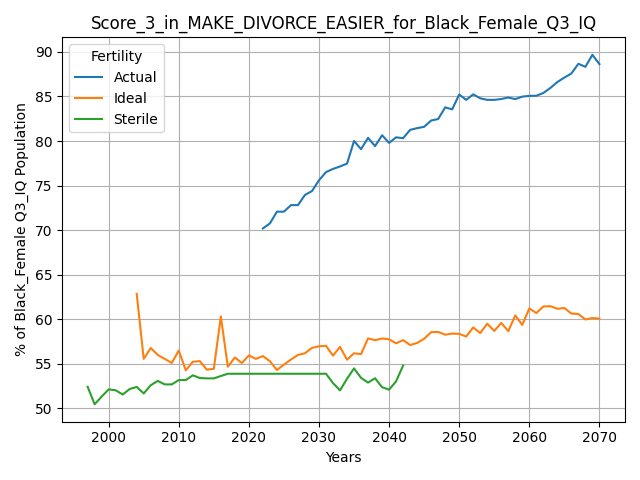 Score_3_in_MAKE_DIVORCE_EASIER_for_Black_Female_Q3_IQ
Fertility
Actual
Ideal
Sterile
% of Black_Female Q3_IQ Population
90
85
80
75
70
65
60
55
50
2000
2010
2020
2030
2040
2050
2060
2070
Years